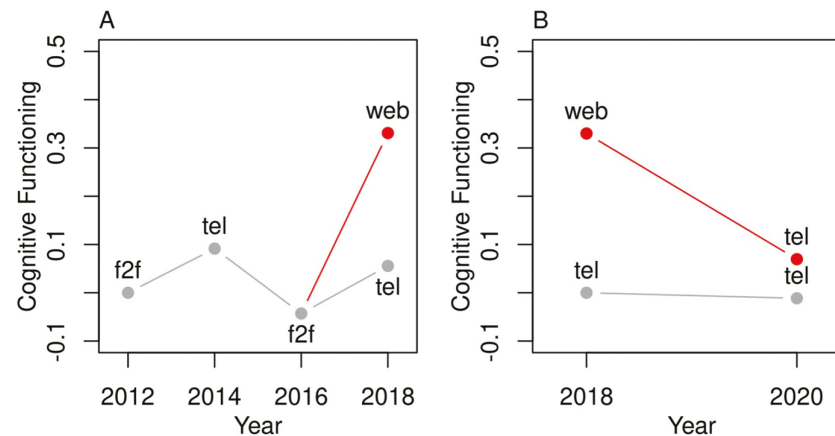 A
Cognitive Functioning
0.5
0.3
0.1
-0.1
f2f
tel
f2f
web
tel
2012 2014 2016 2018
Year
B
Cognitive Functioning
0.5
0.3
0.1
-0.1
web
tel
tel
tel
2018 2020
Year